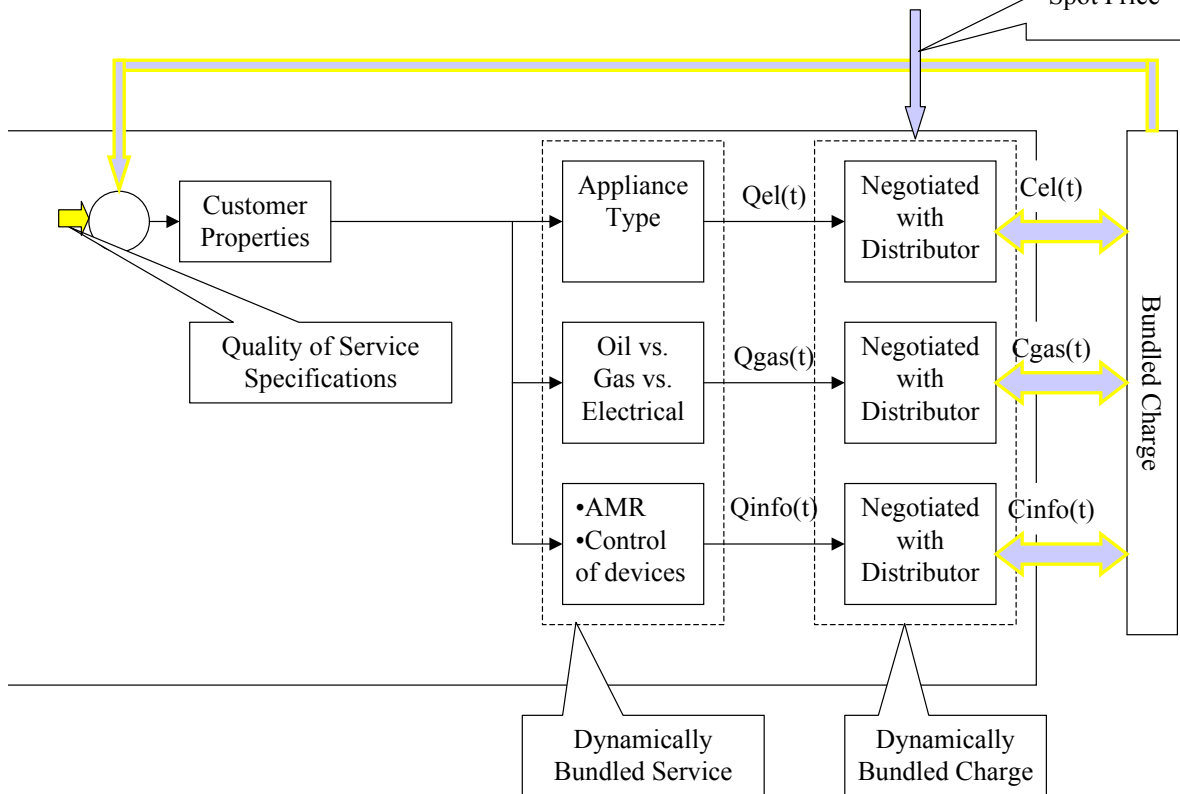 Spot Price
Customer
Properties
Quality of Service
Specifications
Appliance
Type
Qel(t)
Negotiated
with
Distributor
Cel(t)
Oil vs.
Gas vs.
Electrical
Qgas(t)
Negotiated
with
Distributor
Cgas(t)
•AMR
•Control
of devices
Qinfo(t)
Negotiated
with
Distributor
Cinfo(t)
Bundled Charge
Dynamically
Bundled Service
Dynamically
Bundled Charge